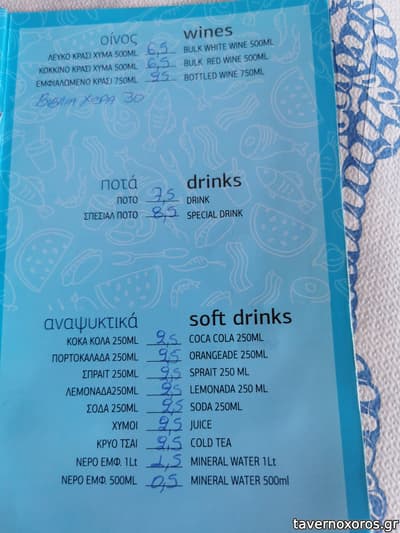 οίνος wines
ΛΕΥΚΟ ΚΡΑΣΙ ΧΥΜΑ 500ML 6,5 BULK WHITE WINE 500ML
ΚΟΚΚΙΝΟ ΚΡΑΣΙ ΧΥΜΑ 500ML 6,5 BULK RED WINE 500ML
ΕΜΦΙΑΛΩΜΕΝΟ ΚΡΑΣΙ 750ML 25 BOTTLED WINE 750ML
30
ποτά drinks
ΠΟΤΟ 7,5 DRINK
ΣΠΕΣΙΑΛ ΠΟΤΟ 8,5 SPECIAL DRINK
αναψυκτικά soft drinks
ΚΟΚΑ ΚΟΛΑ 250ML 2,5 COCA COLA 250ML
ΠΟΡΤΟΚΑΛΑΔΑ 250ML 2,5 ORANGEADE 250ML
ΣΠΡΑΙΤ 250ML 2,5 SPRAIT 250 ML
ΛΕΜΟΝΑΔΑ250ML 2,5 LEMONADA 250 ML
ΣΟΔΑ 250ML 2,5 SODA 250ML
ΧΥΜΟΙ 2,5 JUICE
ΚΡΥΟ ΤΣΑΙ 2,5 COLD TEA
ΝΕΡΟ ΕΜΦ. 1Lt 1,5 MINERAL WATER 1Lt
ΝΕΡΟ ΕΜΦ. 500ML 0,5 MINERAL WATER 500ml
tavernoxoros.gr